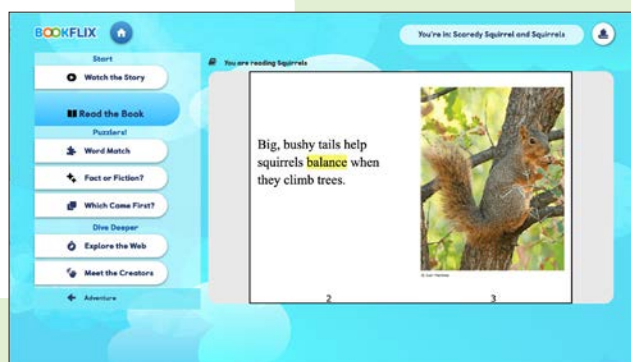 BOOKFLIX
You're in: Scaredy Squirrel and Squirrels
Start
Watch the Story
Read the Book
Puzzlers!
Word Match
Fact or Fiction?
Which Came First?
Dive Deeper
Explore the Web
Meet the Creators
Adventure
You are reading Squirrels
Big, bushy tails help
squirrels balance when
they climb trees.
2
3